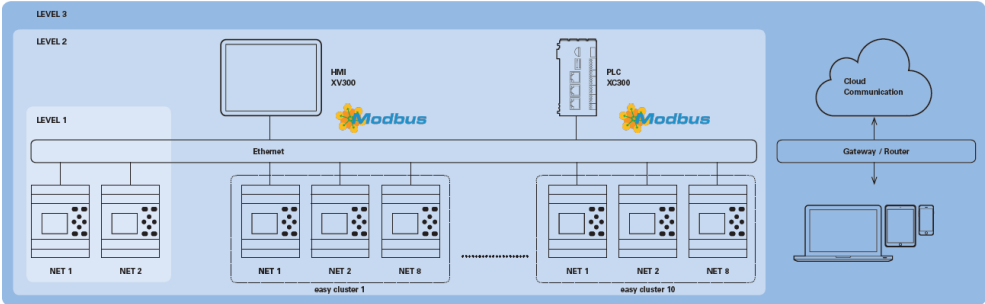 LEVEL 3
LEVEL 2
HMI
XV300
PLC
XC300
Cloud
Communication
Modbus
Modbus
LEVEL 1
Ethernet
Gateway / Router
NET 1
NET 2
NET 1
NET 2
NET 8
NET 1
NET 2
NET 8
easy cluster 1
easy cluster 10